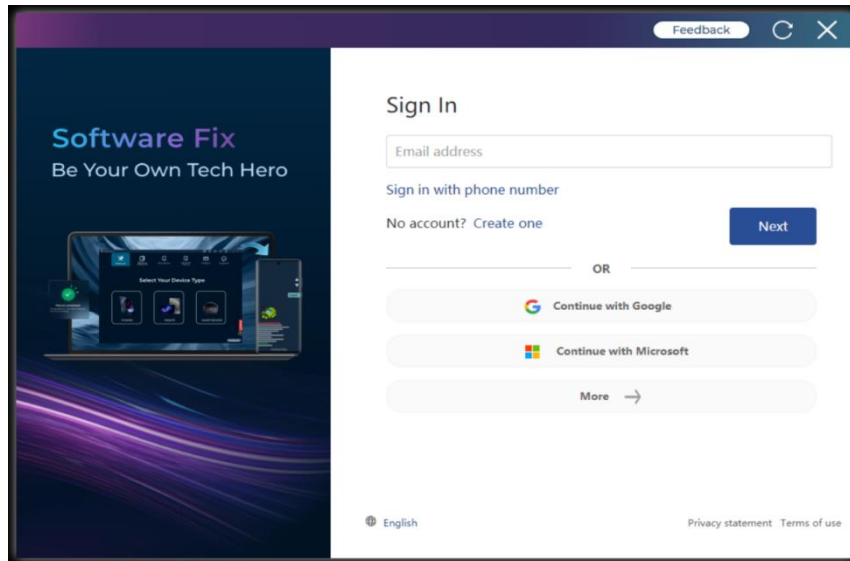 Feedback
Software Fix
Be Your Own Tech Hero
Select Your Device Type
Sign In
Email address
Sign in with phone number
No account? Create one
Next
OR
Continue with Google
Continue with Microsoft
More
English
Privacy statement Terms of use